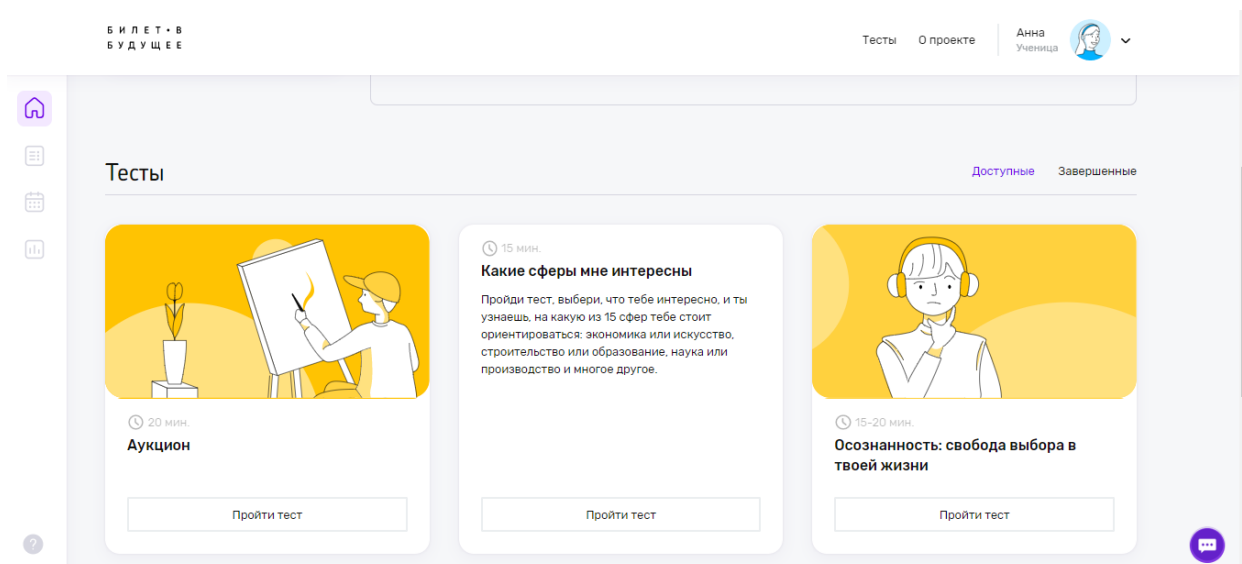 БИЛЕТ•В
БУДУЩЕЕ
Тесты О проекте
Анна
Ученица
Тесты
Доступные Завершенные
20 мин.
Аукцион
Пройти тест
15 мин.
Какие сферы мне интересны
Пройди тест, выбери, что тебе интересно, и ты
узнаешь, на какую из 15 сфер тебе стоит
ориентироваться: экономика или искусство,
строительство или образование, наука или
производство и многое другое.
Пройти тест
15-20 мин.
Осознанность: свобода выбора в
твоей жизни
Пройти тест
?